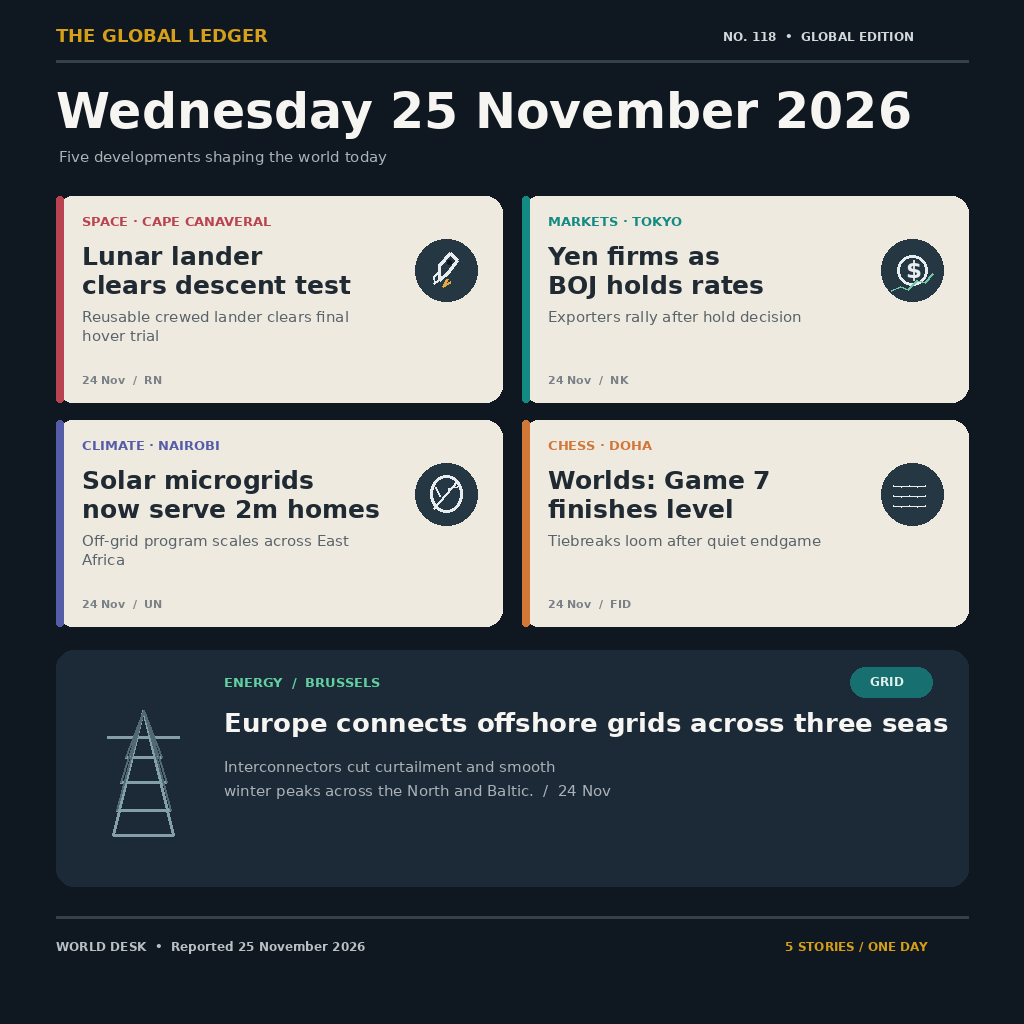 THE GLOBAL LEDGER
NO. 118 • GLOBAL EDITION
Wednesday 25 November 2026
Five developments shaping the world today
SPACE · CAPE CANAVERAL
Lunar lander
clears descent test
Reusable crewed lander clears final
hover trial
24 Nov / RN
MARKETS · TOKYO
Yen firms as
BOJ holds rates
Exporters rally after hold decision
24 Nov / NK
$
CLIMATE · NAIROBI
Solar microgrids
now serve 2m homes
Off-grid program scales across East
Africa
24 Nov / UN
CHESS · DOHA
Worlds: Game 7
finishes level
Tiebreaks loom after quiet endgame
24 Nov / FID
ENERGY / BRUSSELS
GRID
Europe connects offshore grids across three seas
Interconnectors cut curtailment and smooth
winter peaks across the North and Baltic. / 24 Nov
WORLD DESK • Reported 25 November 2026
5 STORIES / ONE DAY